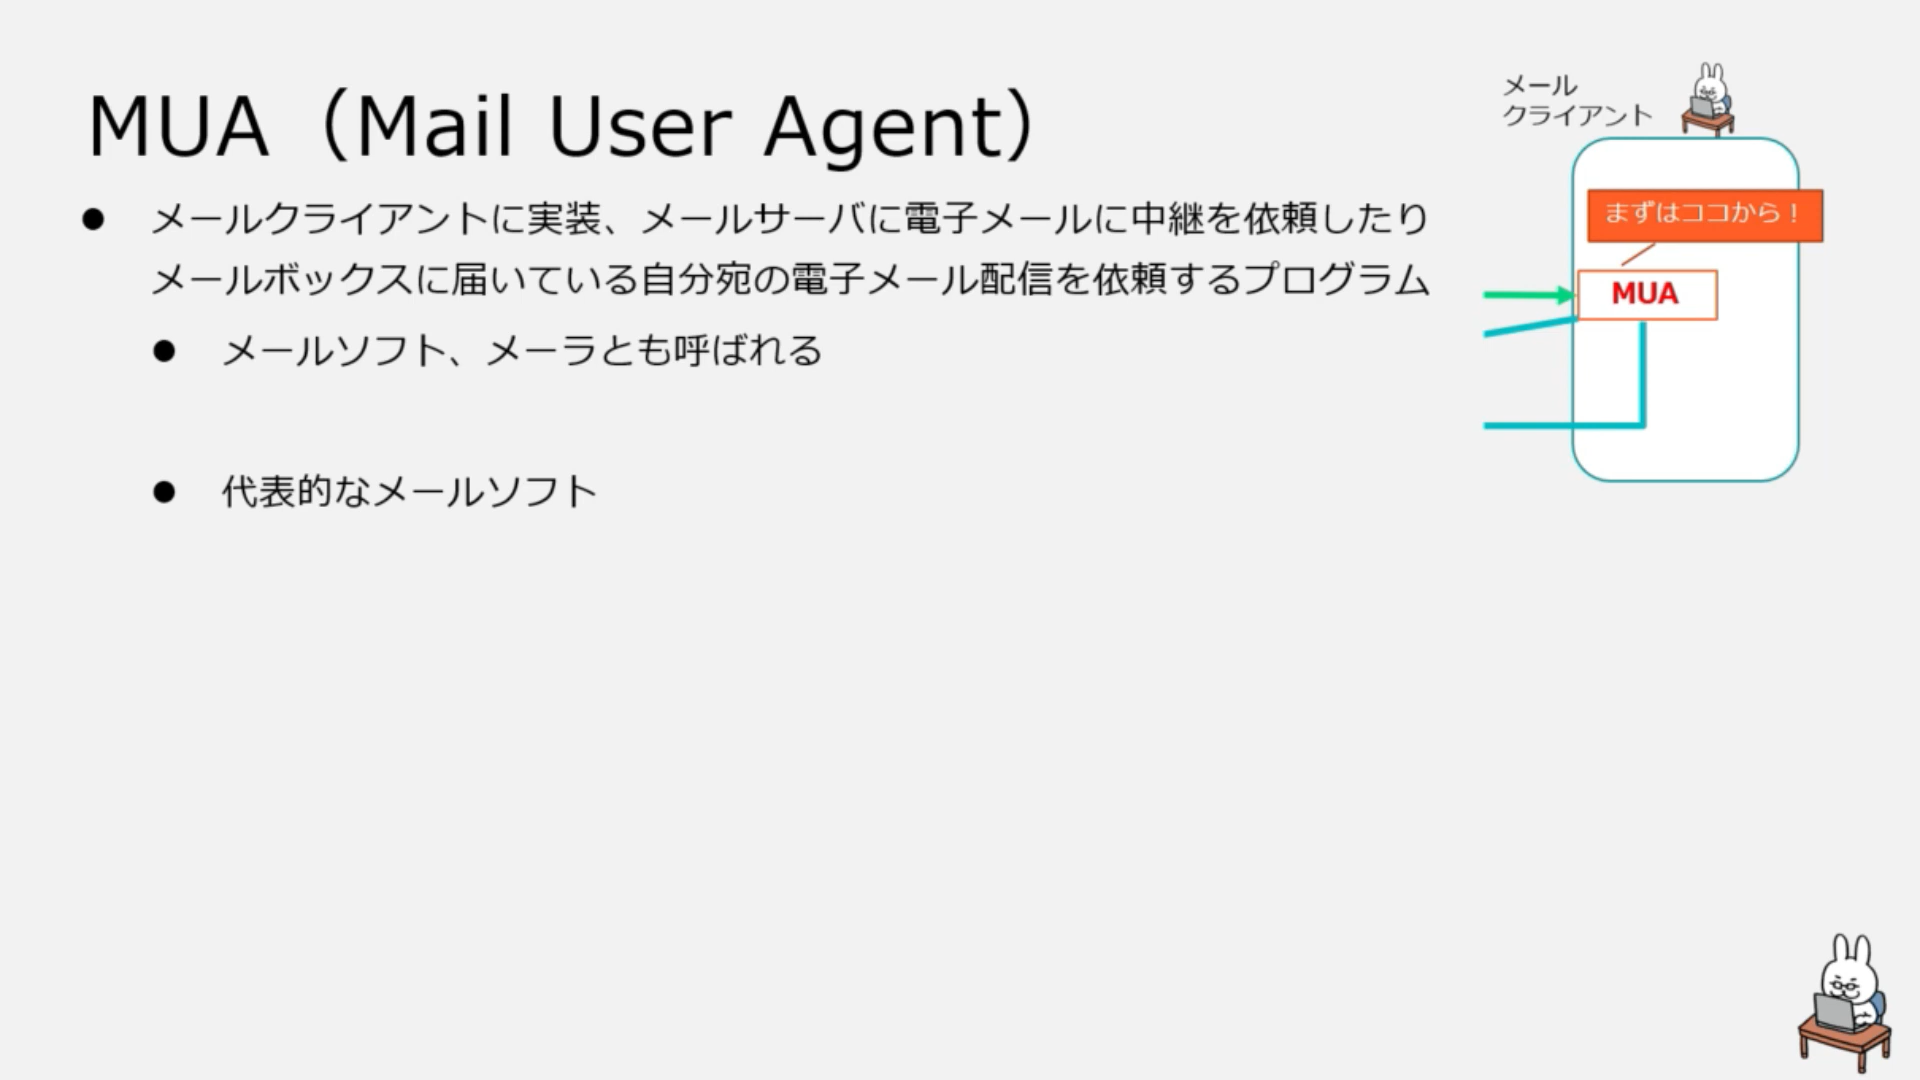 MUA（Mail User Agent）
メール
クライアント
まずはココから！
MUA
● メールクライアントに実装、メールサーバに電子メールに中継を依頼したり
メールボックスに届いている自分宛の電子メール配信を依頼するプログラム
● メールソフト、メーラとも呼ばれる
● 代表的なメールソフト